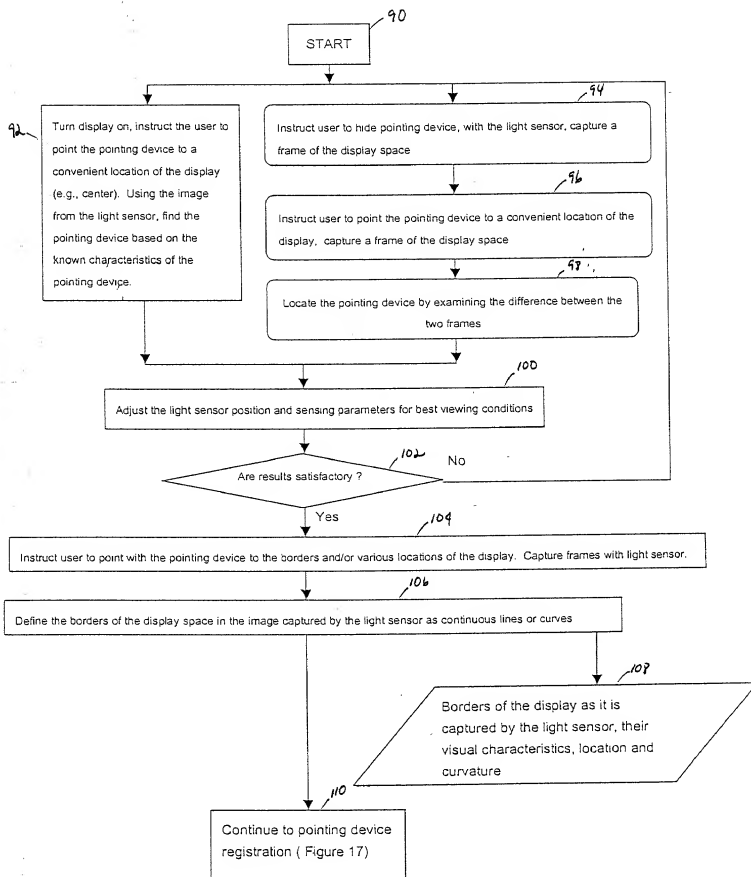 90
START
92
Turn display on, instruct the user to
point the pointing device to a
convenient location of the display
(e.g., center). Using the image
from the light sensor, find the
pointing device based on the
known characteristics of the
pointing device.
94
Instruct user to hide pointing device, with the light sensor, capture a
frame of the display space
96
Instruct user to point the pointing device to a convenient location of the
display, capture a frame of the display space
98
Locate the pointing device by examining the difference between the
two frames
100
Adjust the light sensor position and sensing parameters for best viewing conditions
102
Are results satisfactory ?
No
Yes
104
Instruct user to point with the pointing device to the borders and/or various locations of the display. Capture frames with light sensor.
106
Define the borders of the display space in the image captured by the light sensor as continuous lines or curves
108
Borders of the display as it is
captured by the light sensor, their
visual characteristics, location and
curvature
110
Continue to pointing device
registration ( Figure 17)